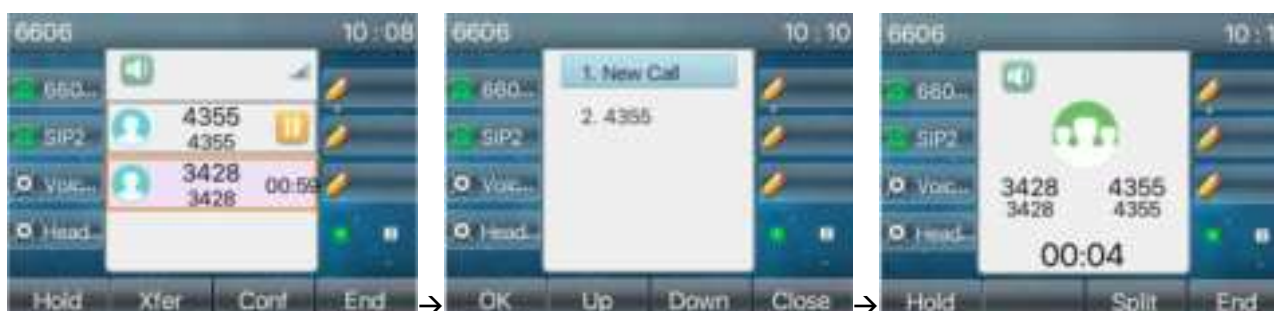 6606 10:08
660...
4355
4355
SIP2
3428
3428 00:59
Voic...
Head...
Hold Xfer Conf End
→
6606 10:10
1. New Call
660...
2. 4355
SIP2
Voic...
Head...
OK Up Down Close
→
6606
660...
SIP2
Voic...
3428 4355
3428 4355
Head...
00:04
Hold Split End